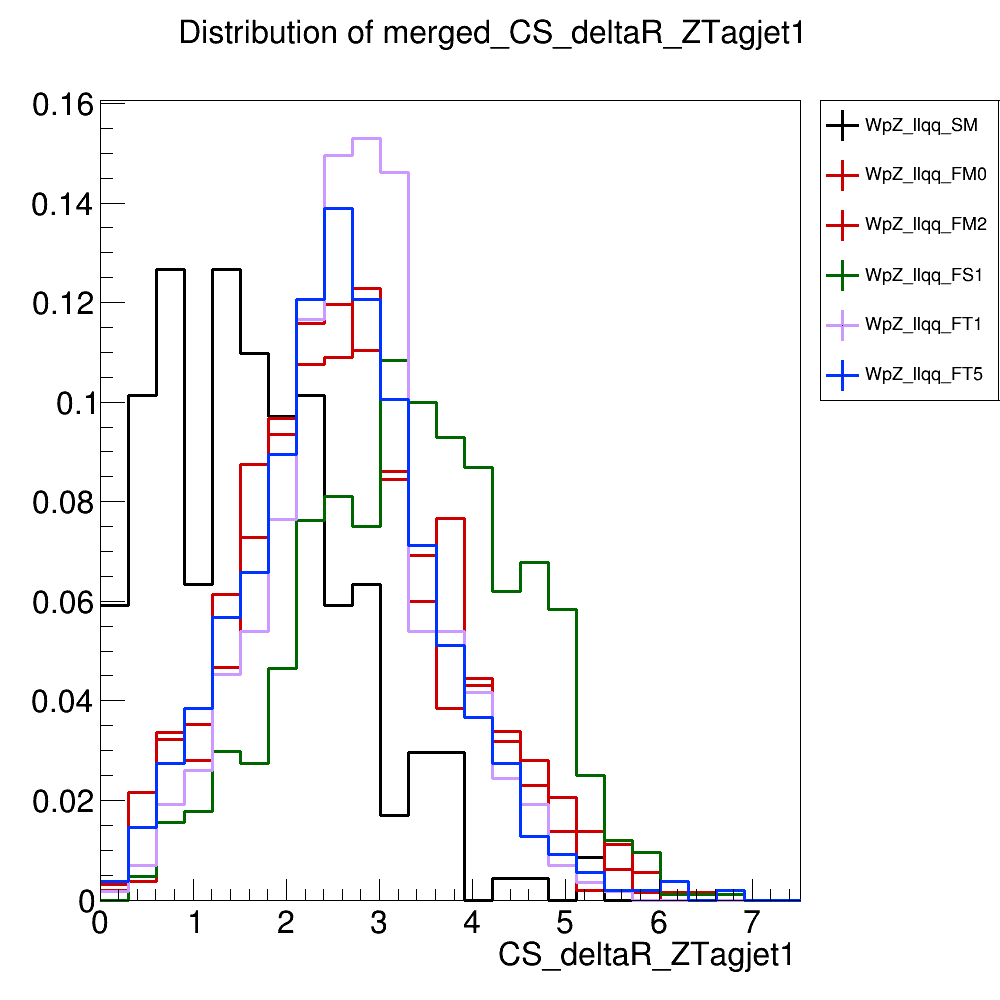 Distribution of merged_CS_deltaR_ZTagjet1
0.16
0.14
0.12
0.1
0.08
0.06
0.04
0.02
0
0 1 2 3 4 5 6 7
CS_deltaR_ZTagjet1
WpZ_llqq_SM
WpZ_llqq_FM0
WpZ_llqq_FM2
WpZ_llqq_FS1
WpZ_llqq_FT1
WpZ_llqq_FT5